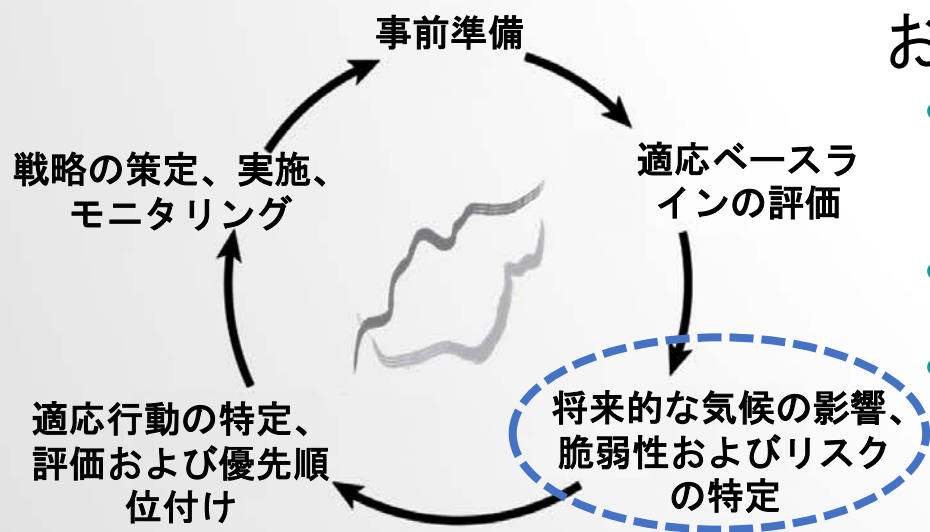 事前準備
お
適応ベースラ
インの評価
将来的な気候の影響、
脆弱性およびリスク
の特定
適応行動の特定、
評価および優先順
位付け
戦略の策定、実施、
モニタリング